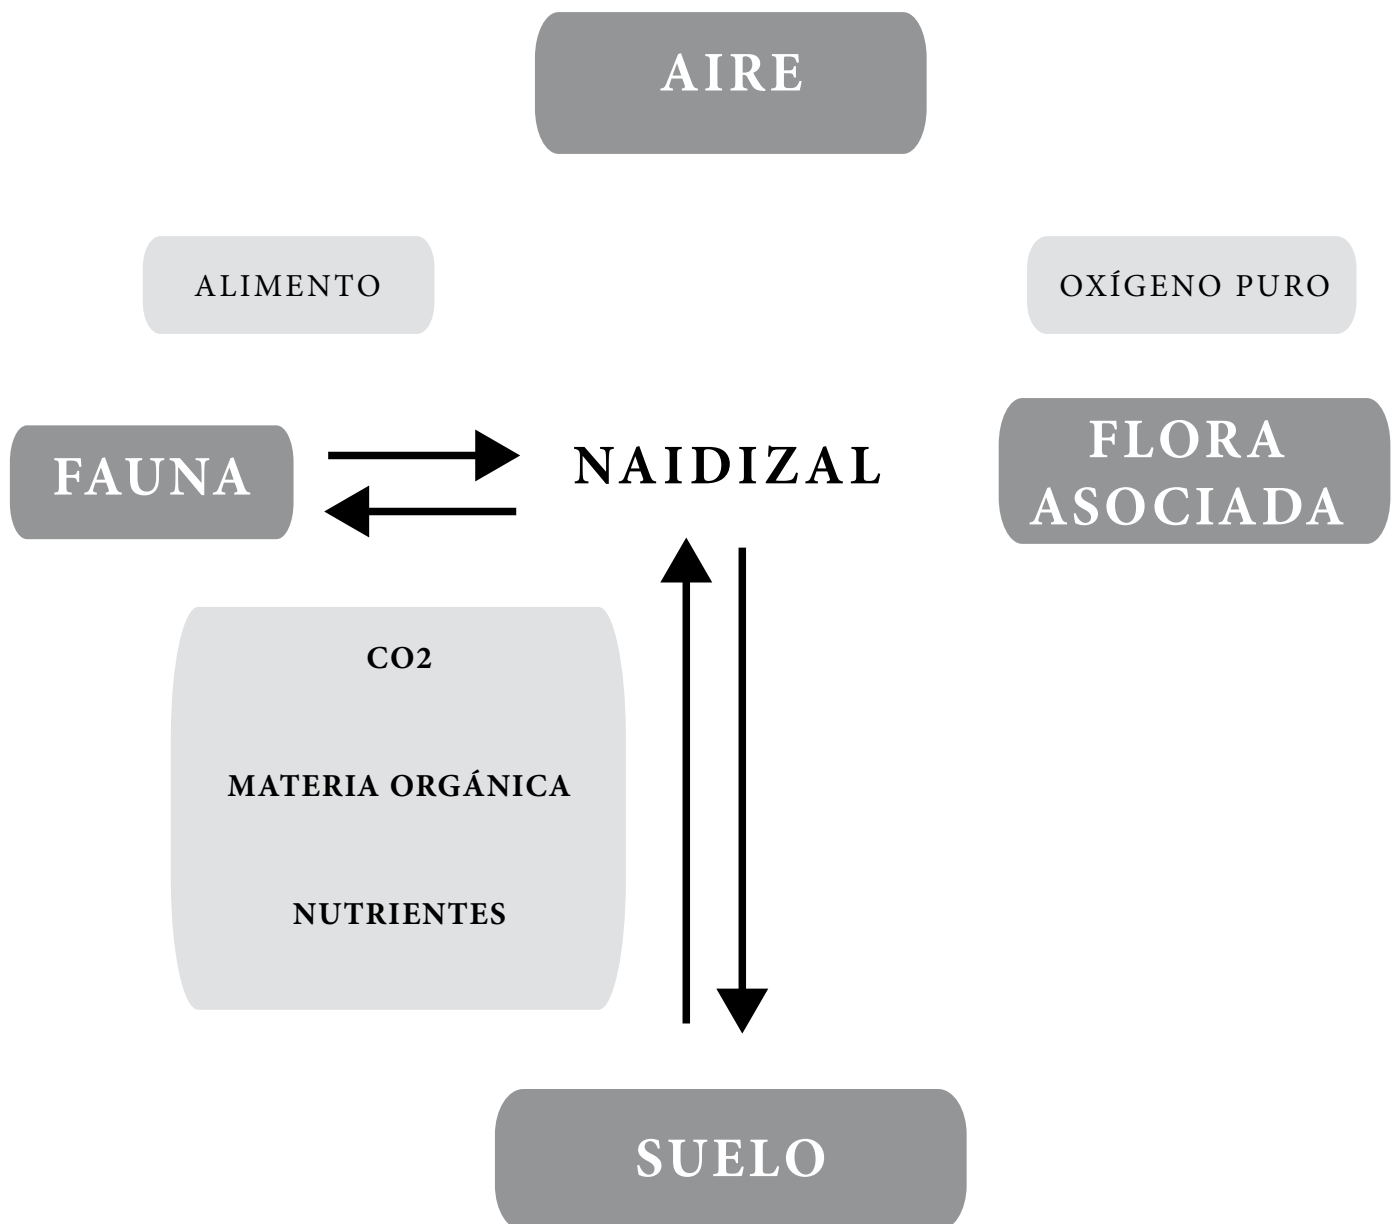 AIRE
ALIMENTO
OXÍGENO PURO
FAUNA
NAIDIZAL
FLORA
ASOCIADA
CO2
MATERIA ORGÁNICA
NUTRIENTES
SUELO